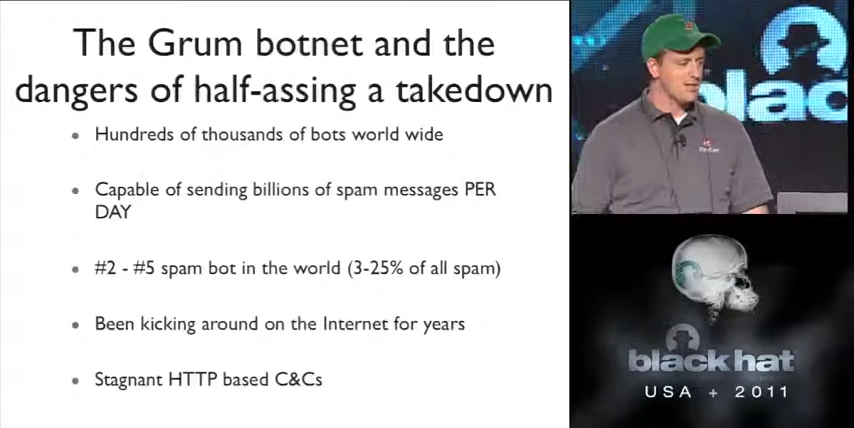 The Grum botnet and the
dangers of half-assing a takedown
• Hundreds of thousands of bots world wide
• Capable of sending billions of spam messages PER
DAY
• #2 - #5 spam bot in the world (3-25% of all spam)
• Been kicking around on the Internet for years
• Stagnant HTTP based C&Cs
blac
black hat
USA + 2011